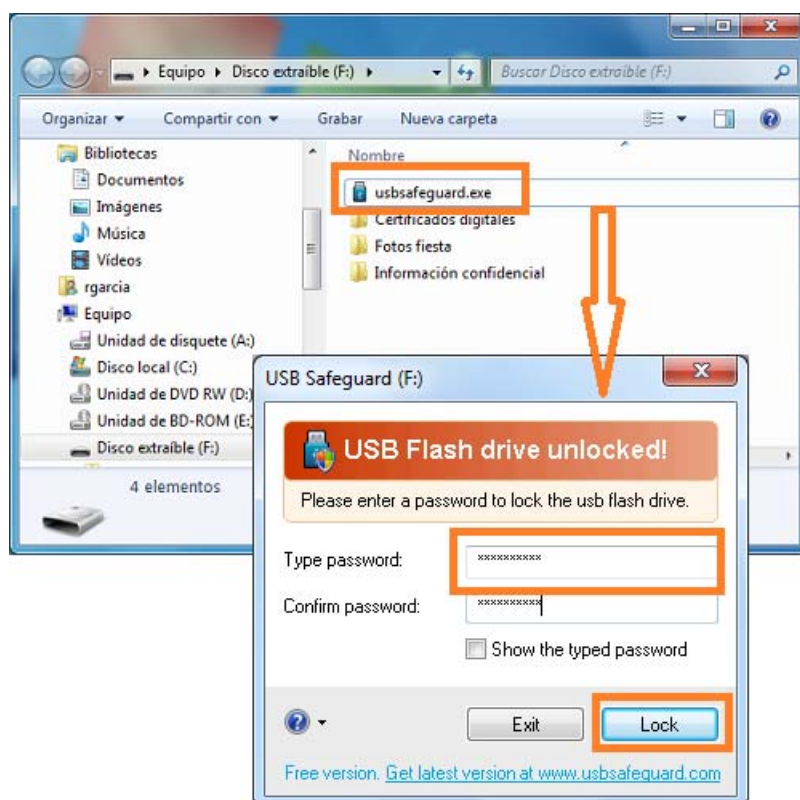 Equipo ▸ Disco extraíble (F:) ▸
Buscar Disco extraíble (F:)
Organizar
Compartir con
Grabar
Nueva carpeta
Bibliotecas
Documentos
Imágenes
Música
Vídeos
rgarcia
Equipo
Unidad de disquete (A:)
Disco local (C:)
Unidad de DVD RW (D:)
Unidad de BD-ROM (E:)
Disco extraíble (F:)
Nombre
usbsafeguard.exe
Certificados digitales
Fotos fiesta
Información confidencial
4 elementos
USB Safeguard (F:)
USB Flash drive unlocked!
Please enter a password to lock the usb flash drive.
Type password: **********
Confirm password: **********
Show the typed password
Exit
Lock
Free version. Get latest version at www.usbsafeguard.com